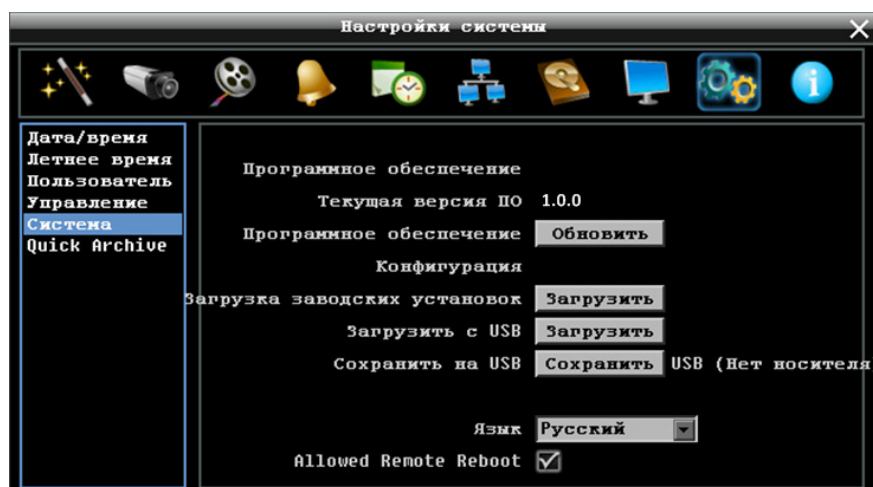 Настройки системы
Дата/время
Летнее время
Пользователь
Управление
Система
Quick Archive
Программное обеспечение
Текущая версия ПО 1.0.0
Программное обеспечение Обновить
Конфигурация
Загрузка заводских установок Загрузить
Загрузить с USB Загрузить
Сохранить на USB Сохранить USB (Нет носителя
Язык Русский
Allowed Remote Reboot